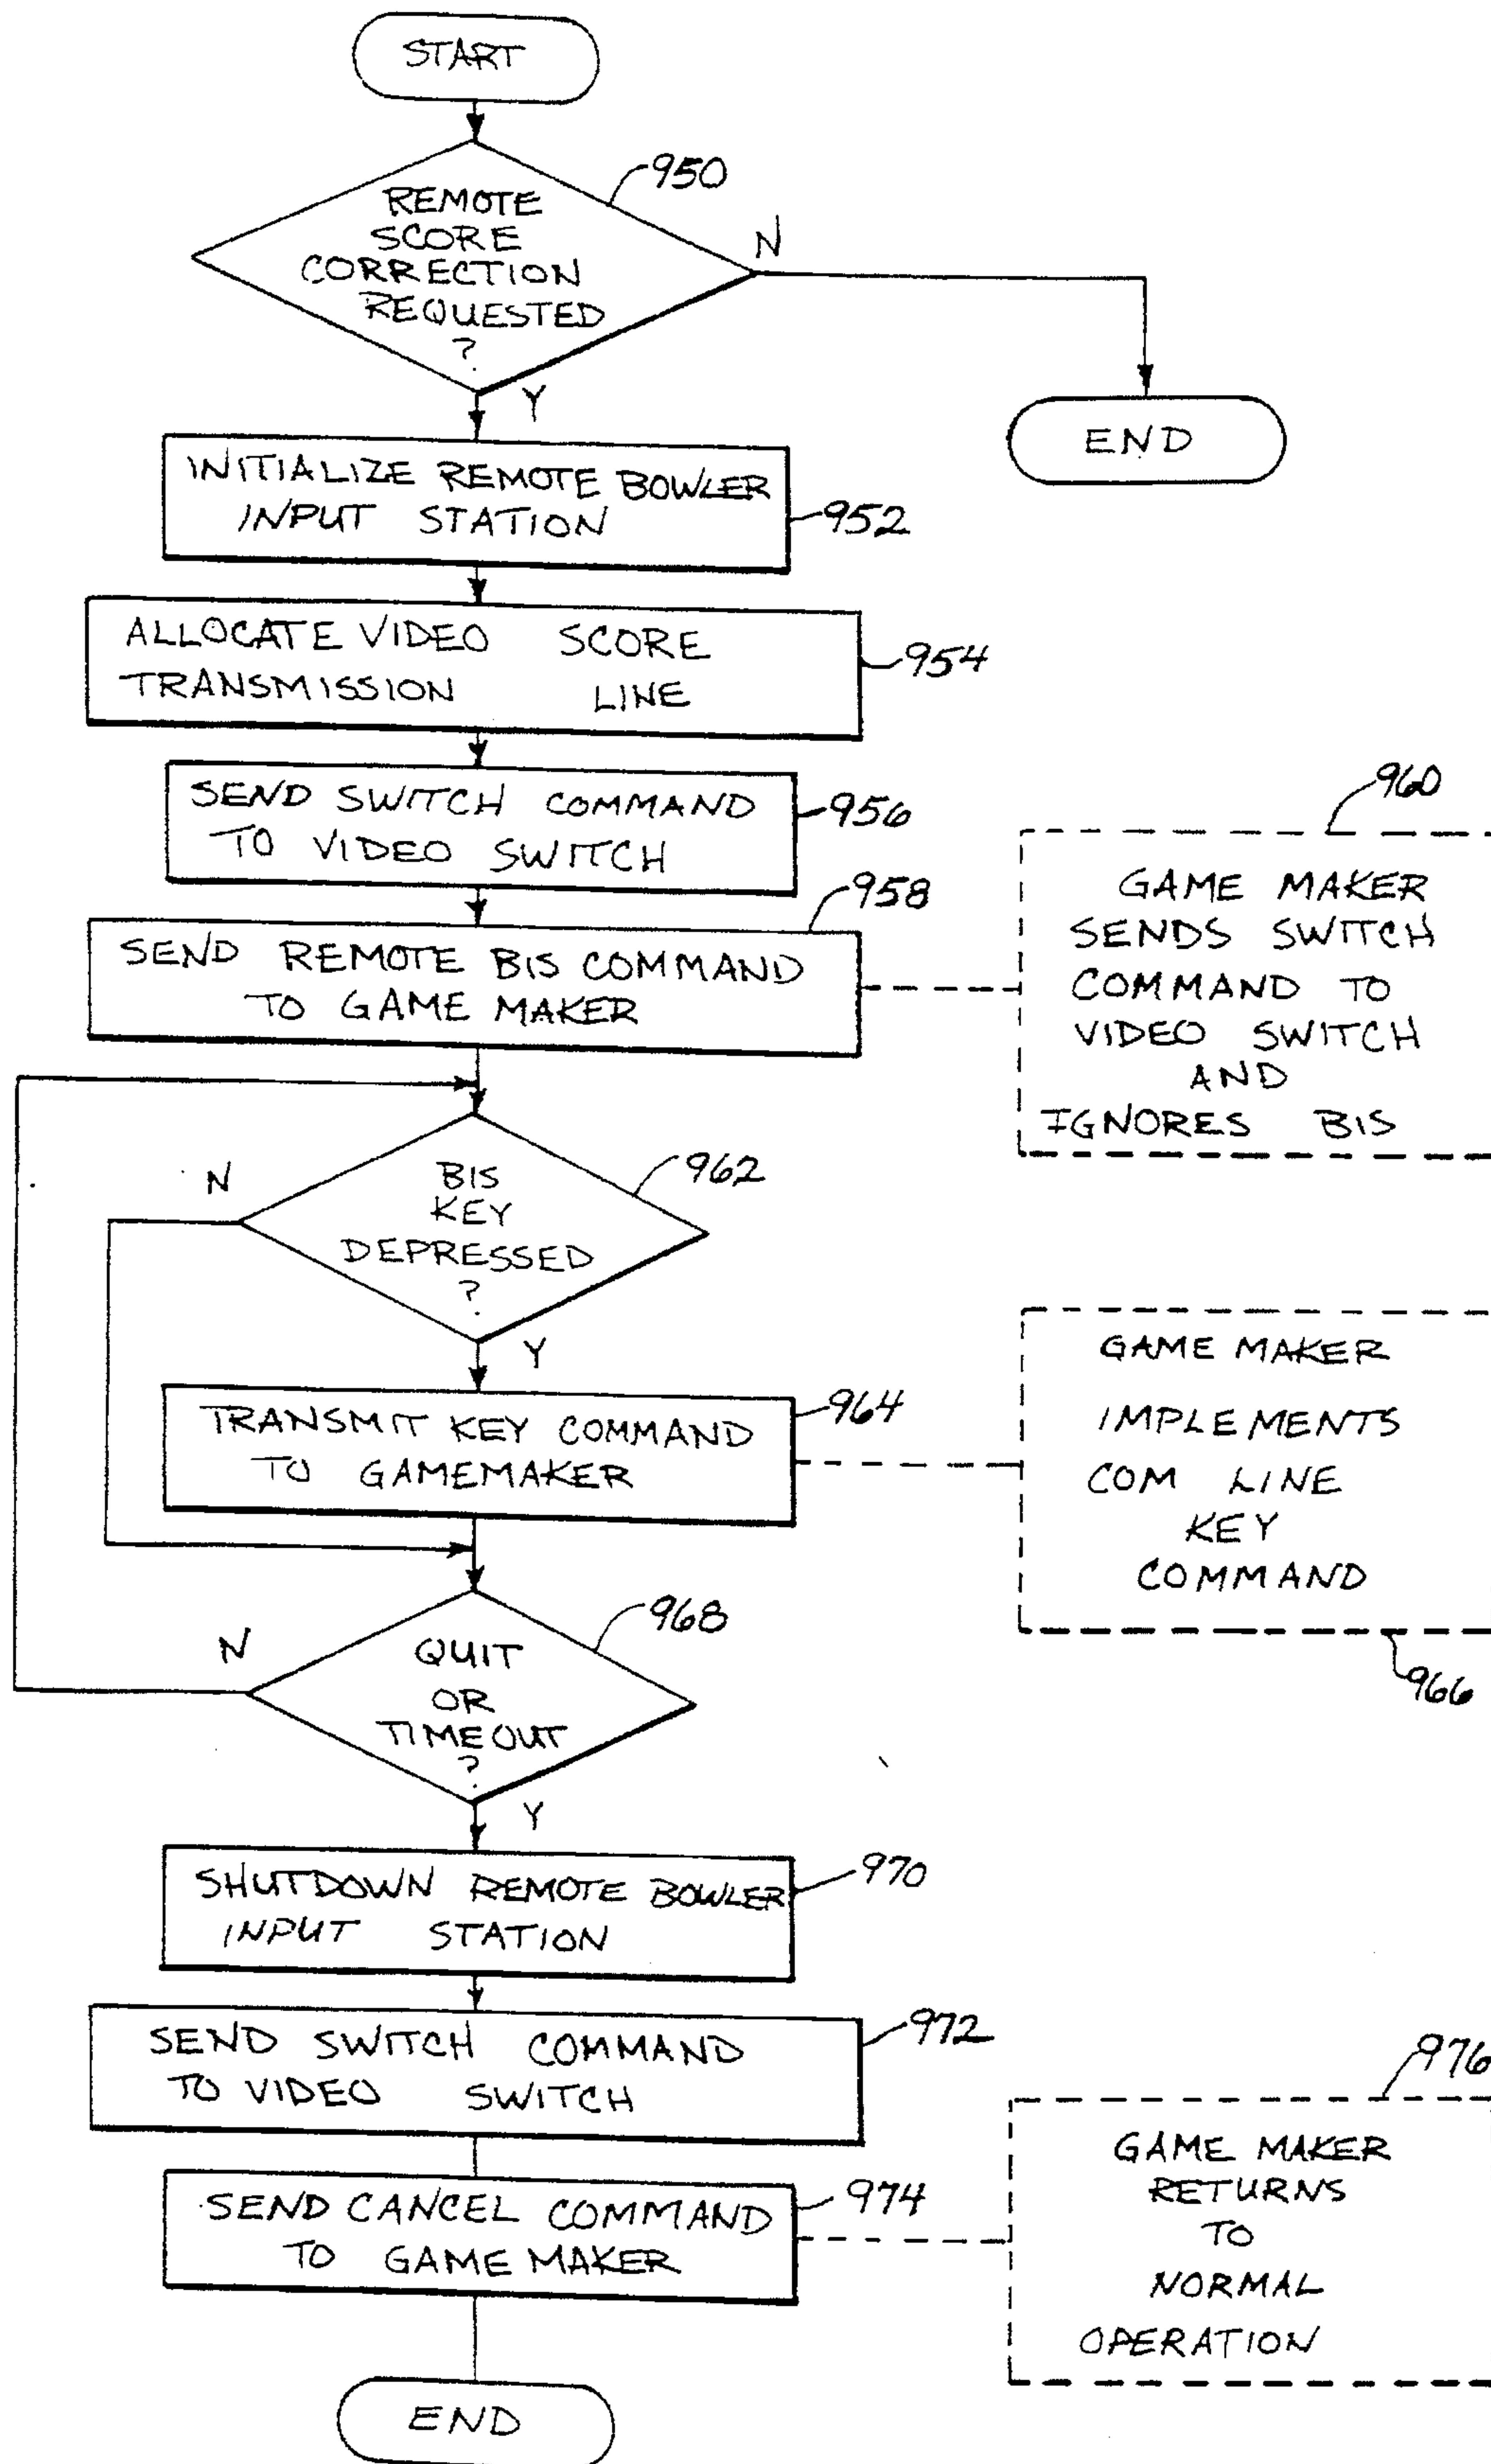 START
REMOTE
SCORE
CORRECTION
REQUESTED
?
950
N
Y
END
INITIALIZE REMOTE BOWLER
INPUT STATION
952
ALLOCATE VIDEO SCORE
TRANSMISSION LINE
954
SEND SWITCH COMMAND
TO VIDEO SWITCH
956
SEND REMOTE BIS COMMAND
TO GAME MAKER
958
960
GAME MAKER
SENDS SWITCH
COMMAND TO
VIDEO SWITCH
AND
IGNORES BIS
BIS
KEY
DEPRESSED
?
962
N
Y
TRANSMIT KEY COMMAND
TO GAMEMAKER
964
GAME MAKER
IMPLEMENTS
COM LINE
KEY
COMMAND
966
QUIT
OR
TIMEOUT
?
968
N
Y
SHUTDOWN REMOTE BOWLER
INPUT STATION
970
SEND SWITCH COMMAND
TO VIDEO SWITCH
972
SEND CANCEL COMMAND
TO GAME MAKER
974
976
GAME MAKER
RETURNS
TO
NORMAL
OPERATION
END